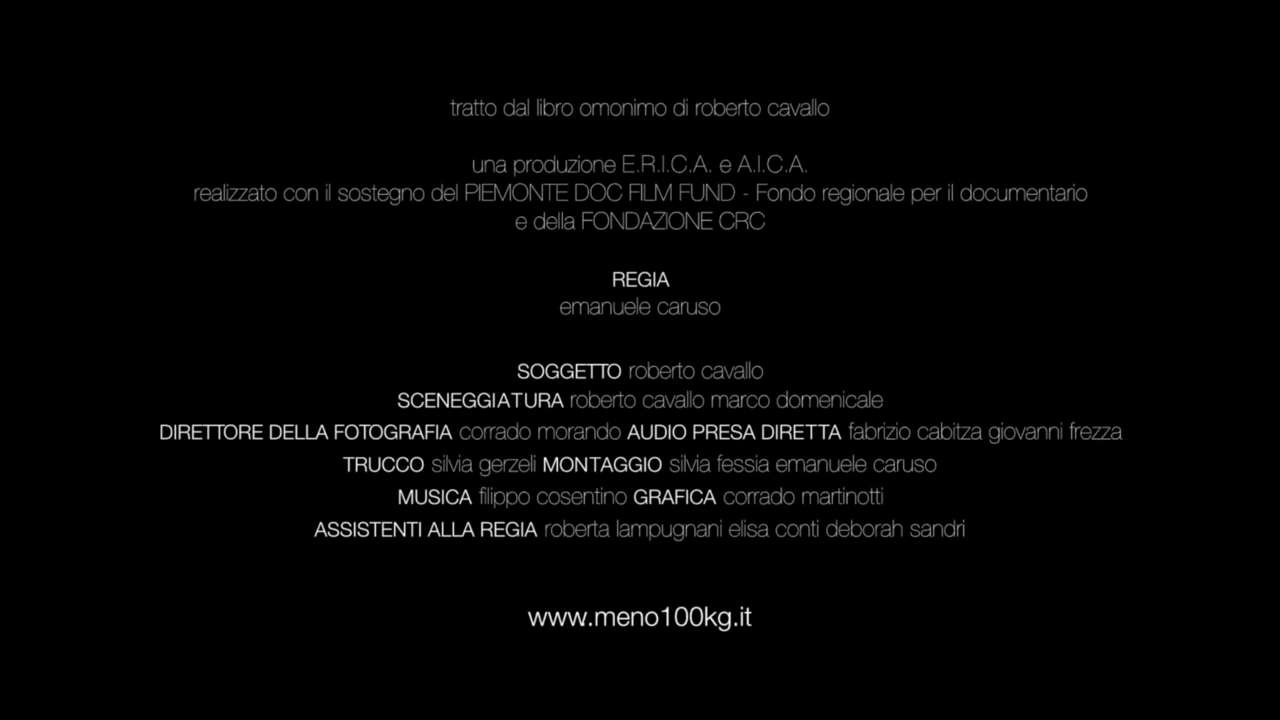 tratto dal libro omonimo di roberto cavallo
una produzione E.R.I.C.A. e A.I.C.A.
realizzato con il sostegno del PIEMONTE DOC FILM FUND - Fondo regionale per il documentario
e della FONDAZIONE CRC
REGIA
emanuele caruso
SOGGETTO roberto cavallo
SCENEGGIATURA roberto cavallo marco domenicale
DIRETTORE DELLA FOTOGRAFIA corrado morando AUDIO PRESA DIRETTA fabrizio cabitza giovanni frezza
TRUCCO silvia gerzeli MONTAGGIO silvia fessia emanuele caruso
MUSICA filippo cosentino GRAFICA corrado martinotti
ASSISTENTI ALLA REGIA roberta lampugnani elisa conti deborah sandri
www.meno100kg.it